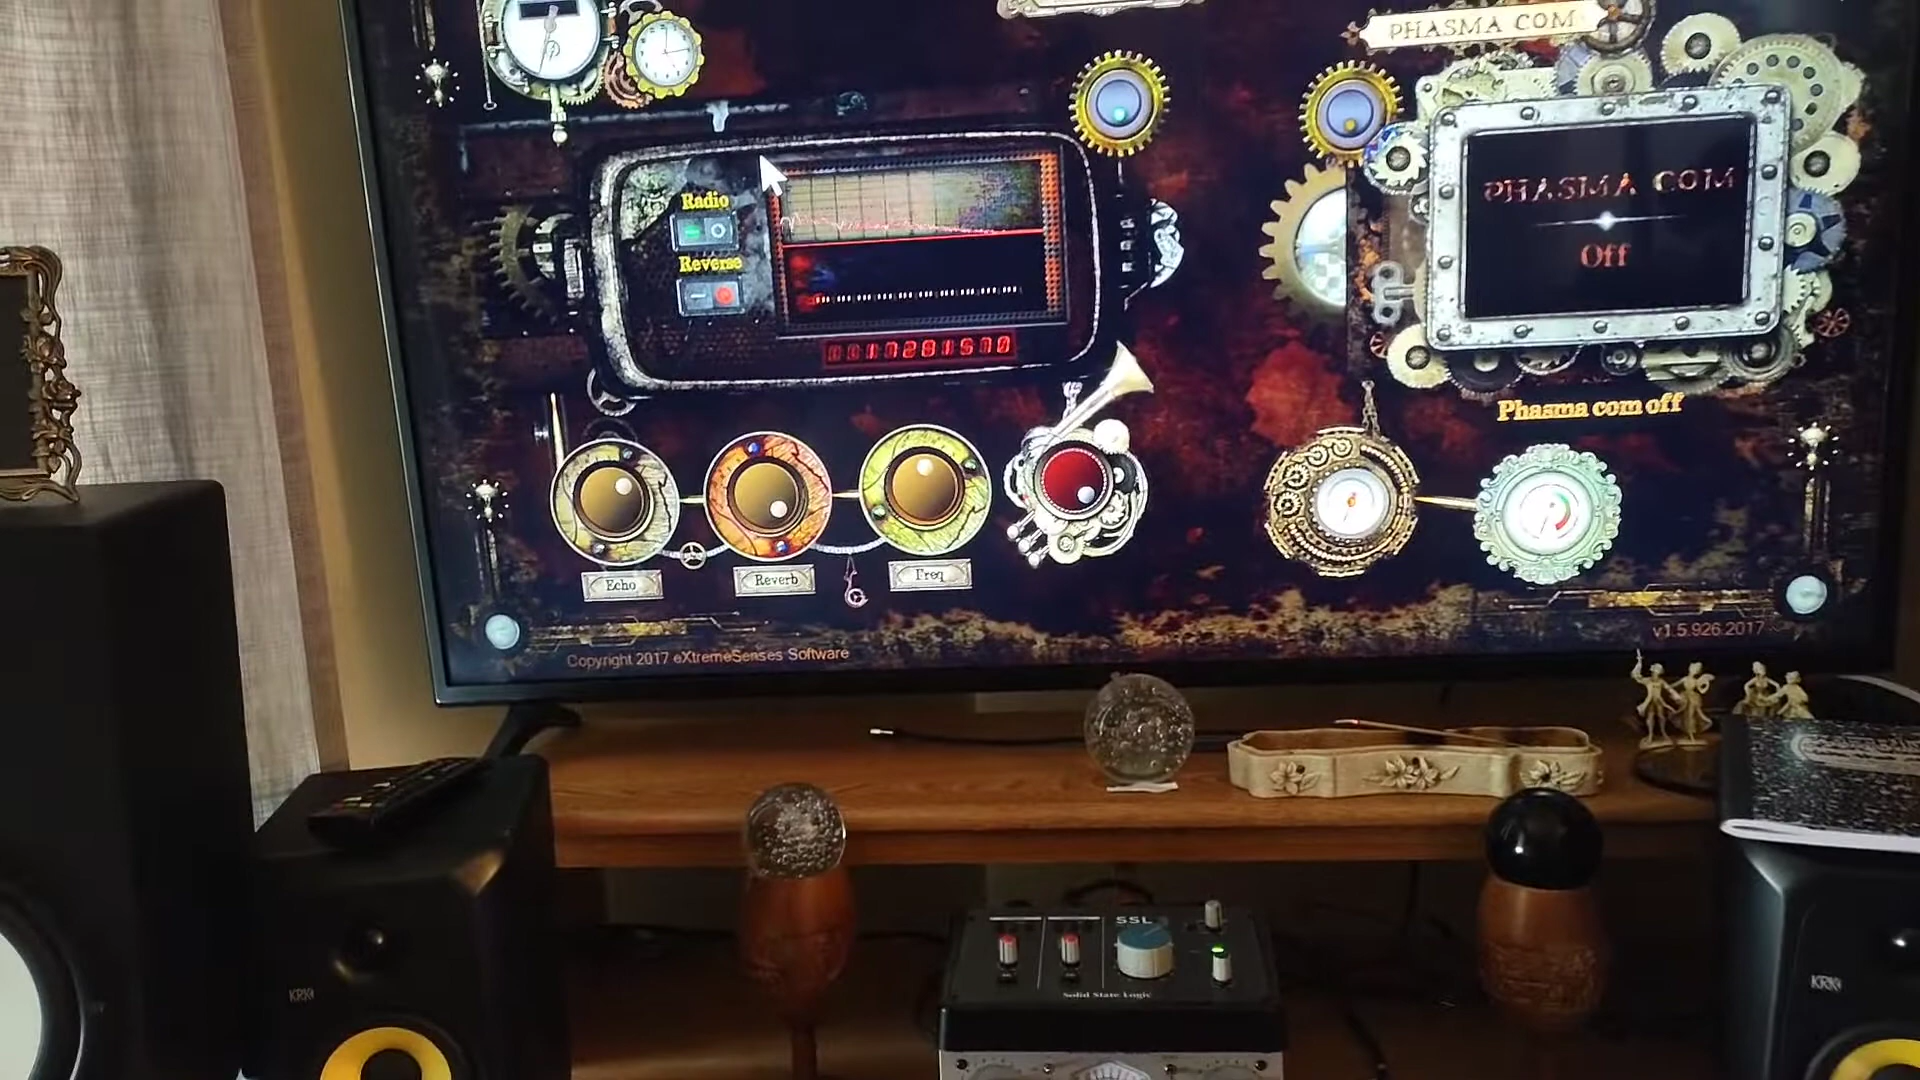 PHASMA COM
Radio
Reverse
PHASMA COM
Off
Phasma com off
Echo
Reverb
Freq
v1.5.926.2017
Copyright 2017 eXtremeSenses Software
SSL
Solid State Logic
KRK
KRK